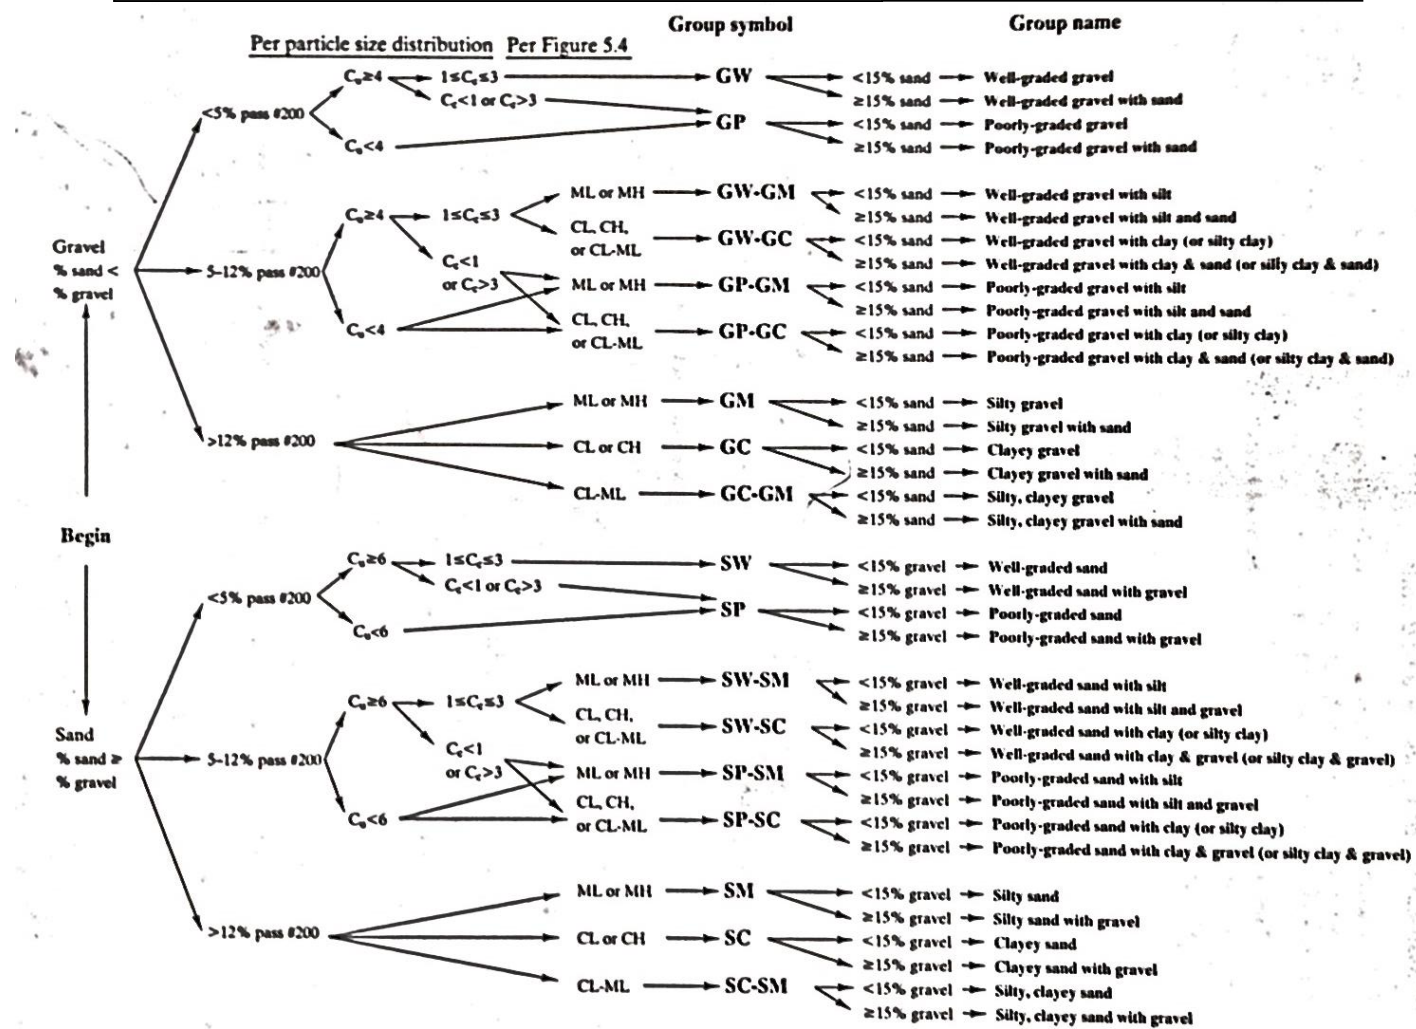 Group symbol Group name
Per particle size distribution Per Figure 5.4
Cᵤ≥4 1≤C꜀≤3 GW <15% sand Well-graded gravel
C꜀<1 or C꜀>3 ≥15% sand Well-graded gravel with sand
<5% pass #200 GP <15% sand Poorly-graded gravel
Cᵤ<4 ≥15% sand Poorly-graded gravel with sand
ML or MH GW-GM <15% sand Well-graded gravel with silt
Cᵤ≥4 1≤C꜀≤3 ≥15% sand Well-graded gravel with silt and sand
CL, CH,
or CL-ML GW-GC <15% sand Well-graded gravel with clay (or silty clay)
Gravel
% sand <
% gravel
5-12% pass #200 C꜀<1
or C꜀>3 ≥15% sand Well-graded gravel with clay & sand (or silty clay & sand)
ML or MH GP-GM <15% sand Poorly-graded gravel with silt
≥15% sand Poorly-graded gravel with silt and sand
Cᵤ<4 CL, CH,
or CL-ML GP-GC <15% sand Poorly-graded gravel with clay (or silty clay)
≥15% sand Poorly-graded gravel with clay & sand (or silty clay & sand)
ML or MH GM <15% sand Silty gravel
≥15% sand Silty gravel with sand
>12% pass #200 CL or CH GC <15% sand Clayey gravel
≥15% sand Clayey gravel with sand
CL-ML GC-GM <15% sand Silty, clayey gravel
≥15% sand Silty, clayey gravel with sand
Begin
Cᵤ≥6 1≤C꜀≤3 SW <15% gravel Well-graded sand
C꜀<1 or C꜀>3 ≥15% gravel Well-graded sand with gravel
<5% pass #200 SP <15% gravel Poorly-graded sand
Cᵤ<6 ≥15% gravel Poorly-graded sand with gravel
ML or MH SW-SM <15% gravel Well-graded sand with silt
Cᵤ≥6 1≤C꜀≤3 ≥15% gravel Well-graded sand with silt and gravel
CL, CH,
or CL-ML SW-SC <15% gravel Well-graded sand with clay (or silty clay)
Sand
% sand ≥
% gravel
5-12% pass #200 C꜀<1
or C꜀>3 ≥15% gravel Well-graded sand with clay & gravel (or silty clay & gravel)
ML or MH SP-SM <15% gravel Poorly-graded sand with silt
≥15% gravel Poorly-graded sand with silt and gravel
Cᵤ<6 CL, CH,
or CL-ML SP-SC <15% gravel Poorly-graded sand with clay (or silty clay)
≥15% gravel Poorly-graded sand with clay & gravel (or silty clay & gravel)
ML or MH SM <15% gravel Silty sand
≥15% gravel Silty sand with gravel
>12% pass #200 CL or CH SC <15% gravel Clayey sand
≥15% gravel Clayey sand with gravel
CL-ML SC-SM <15% gravel Silty, clayey sand
≥15% gravel Silty, clayey sand with gravel